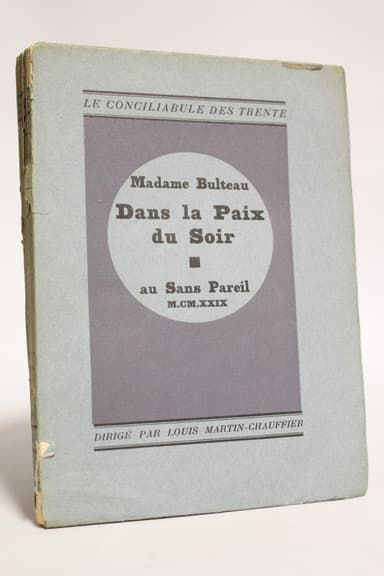 LE CONCILIABULE DES TRENTE
Madame Bulteau
Dans la Paix
du Soir
au Sans Pareil
M.CM.XXIX
DIRIGÉ PAR LOUIS MARTIN-CHAUFFIER